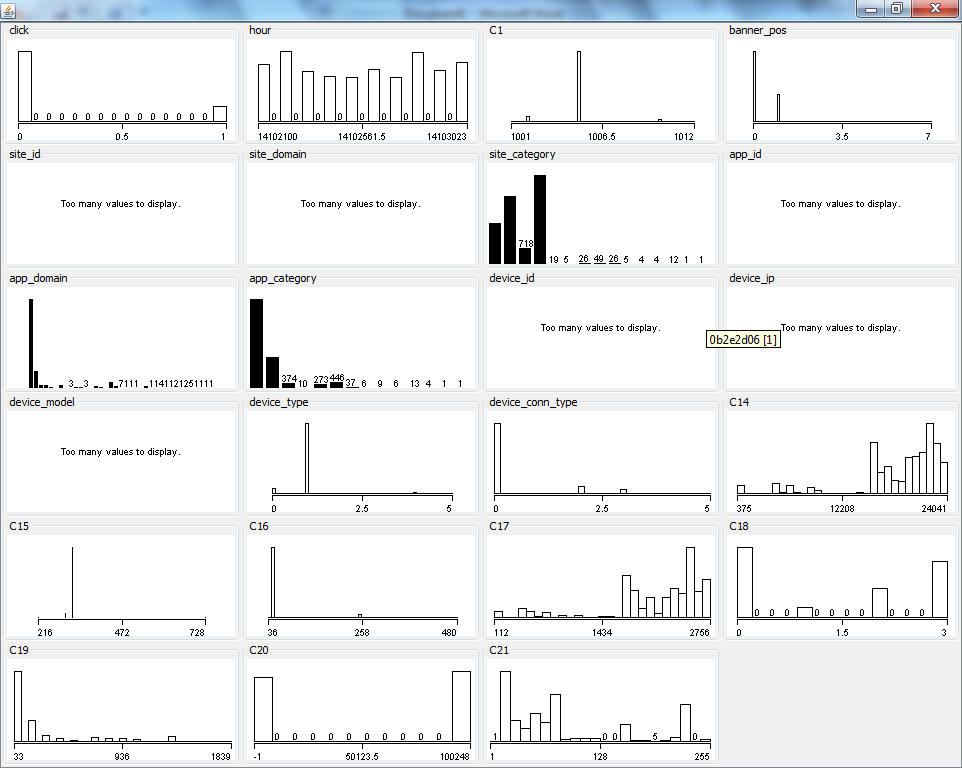 Document1 - Microsoft Word
click
0 0 0 0 0 0 0 0 0 0 0 0
0 0.5 1
hour
0 0 0 0 0 0 0 0 0
14102100 14102561.5 14103023
C1
1001 1006.5 1012
banner_pos
0 3.5 7
site_id
Too many values to display.
site_domain
Too many values to display.
site_category
718 19 5 26 49 26 5 4 4 12 1 1
app_id
Too many values to display.
app_domain
3 3 7111 1141121251111
app_category
374 10 273 446 37 6 9 6 13 4 1 1
device_id
Too many values to display.
device_ip
Too many values to display.
0b2e2d06 [1]
device_model
Too many values to display.
device_type
0 2.5 5
device_conn_type
0 2.5 5
C14
375 12208 24041
C15
216 472 728
C16
36 258 480
C17
112 1434 2756
C18
0 0 0 0 0 0 0 0 0 0
0 1.5 3
C19
33 936 1839
C20
0 0 0 0 0 0 0 0 0
-1 50123.5 100248
C21
1 0 0 5 0
1 128 255